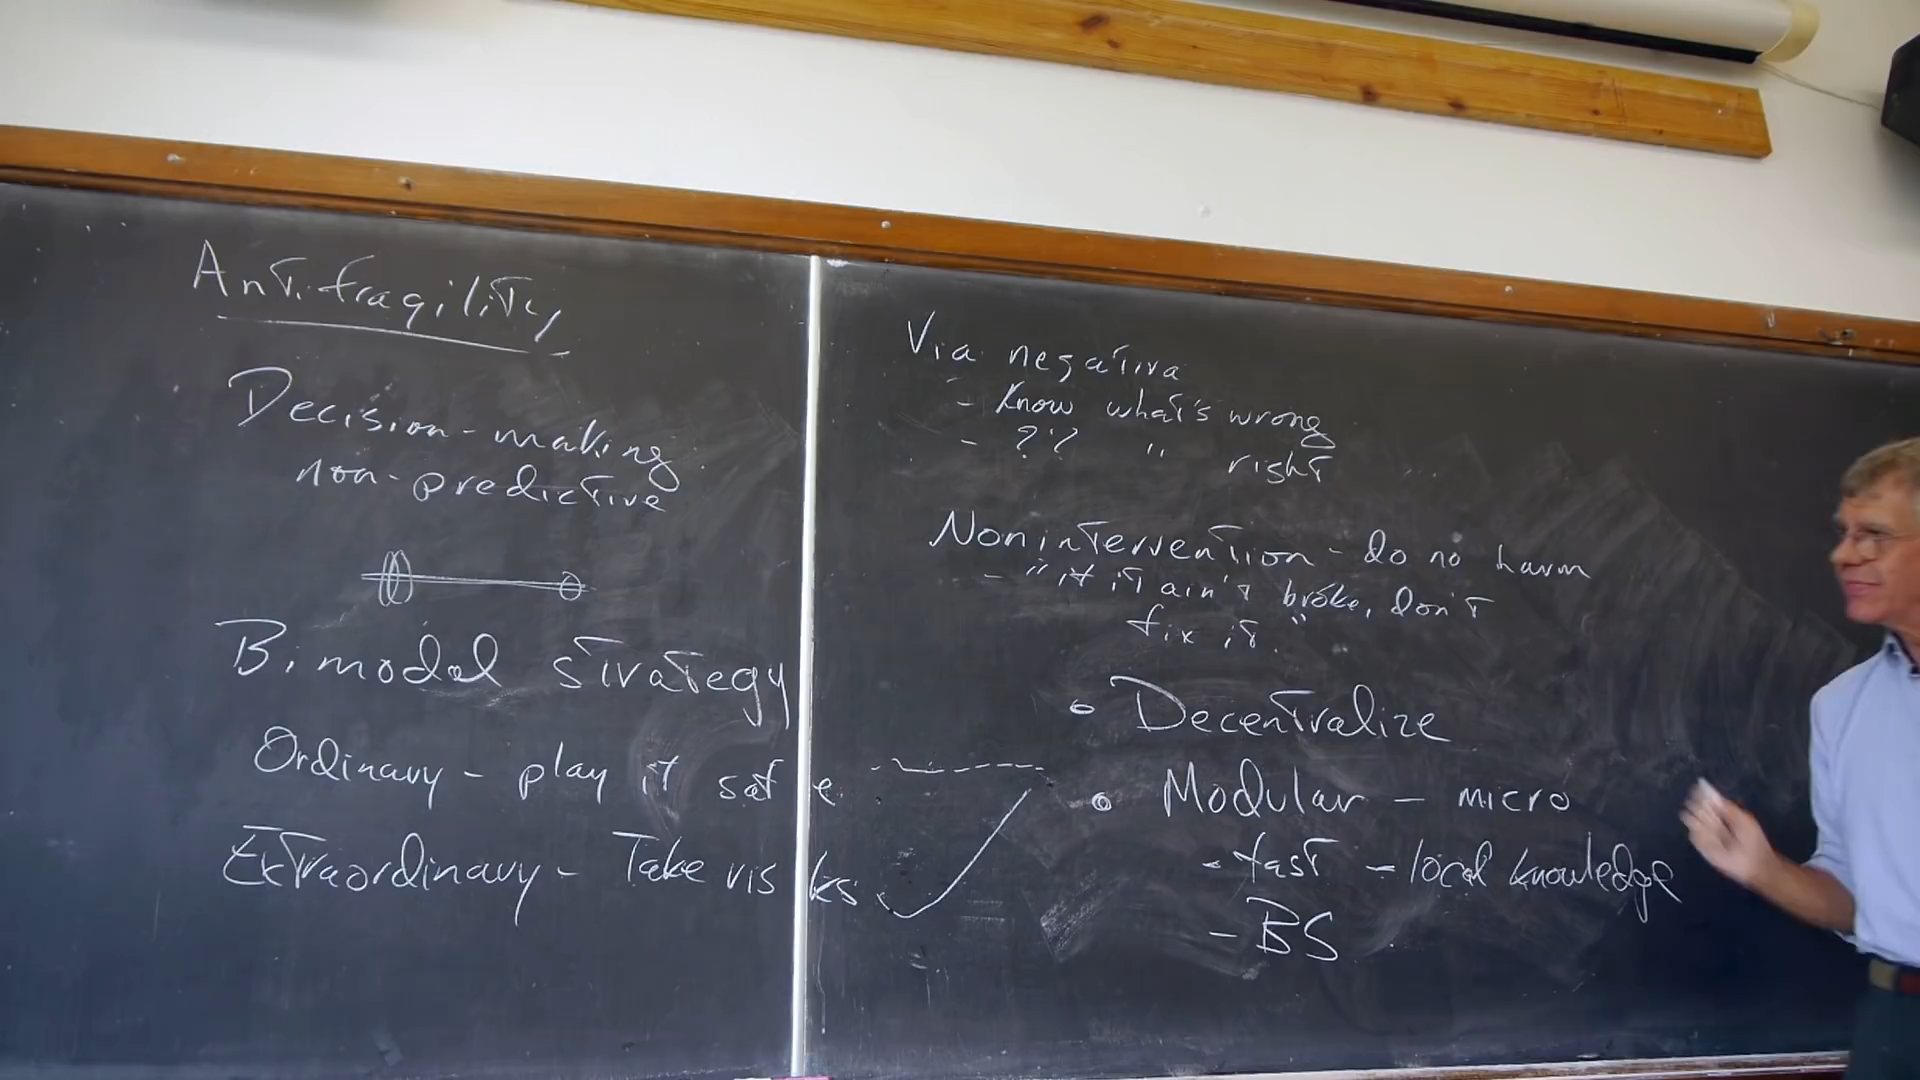 Antifragility
Decision-making
non-predictive
Bimodal strategy
Ordinary - play it safe
Extraordinary - Take risks
Via negativa
- Know what's wrong
- ?? " right
Nonintervention - do no harm
- "if it ain't broke, don't
fix it."
• Decentralize
• Modular - micro
- fast - local knowledge
- BS